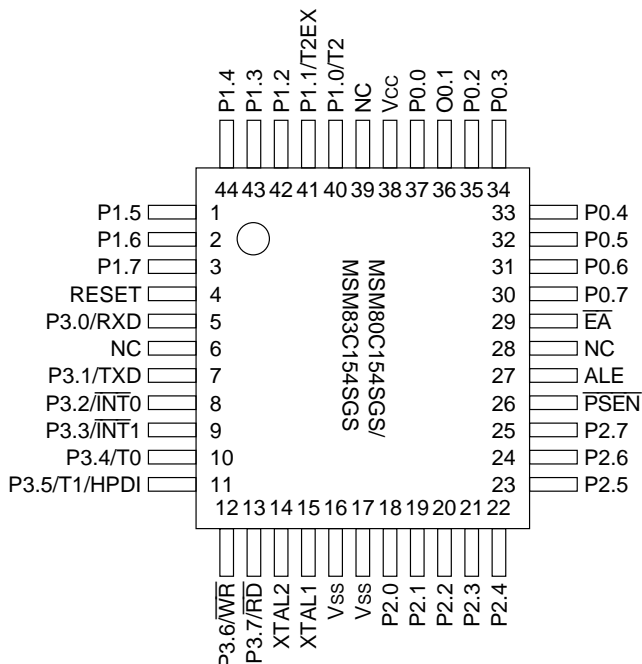 P1.4
P1.3
P1.2
P1.1/T2EX
P1.0/T2
NC
Vcc
P0.0
O0.1
P0.2
P0.3
44 43 42 41 40 39 38 37 36 35 34
P1.5 1
P1.6 2
P1.7 3
RESET 4
P3.0/RXD 5
NC 6
P3.1/TXD 7
P3.2/I̅N̅T̅0 8
P3.3/I̅N̅T̅1 9
P3.4/T0 10
P3.5/T1/HPDI 11
MSM80C154SGS/
MSM83C154SGS
33 P0.4
32 P0.5
31 P0.6
30 P0.7
29 E̅A̅
28 NC
27 ALE
26 P̅S̅E̅N̅
25 P2.7
24 P2.6
23 P2.5
12 13 14 15 16 17 18 19 20 21 22
P3.6/W̅R̅
P3.7/R̅D̅
XTAL2
XTAL1
Vss
Vss
P2.0
P2.1
P2.2
P2.3
P2.4